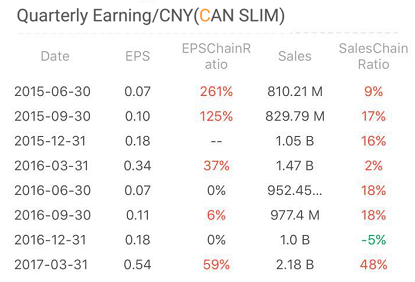 Quarterly Earning/CNY(CAN SLIM)
Date EPS EPSChainR atio Sales SalesChain Ratio
2015-06-30 0.07 261% 810.21 M 9%
2015-09-30 0.10 125% 829.79 M 17%
2015-12-31 0.18 -- 1.05 B 16%
2016-03-31 0.34 37% 1.47 B 2%
2016-06-30 0.07 0% 952.45... 18%
2016-09-30 0.11 6% 977.4 M 18%
2016-12-31 0.18 0% 1.0 B -5%
2017-03-31 0.54 59% 2.18 B 48%